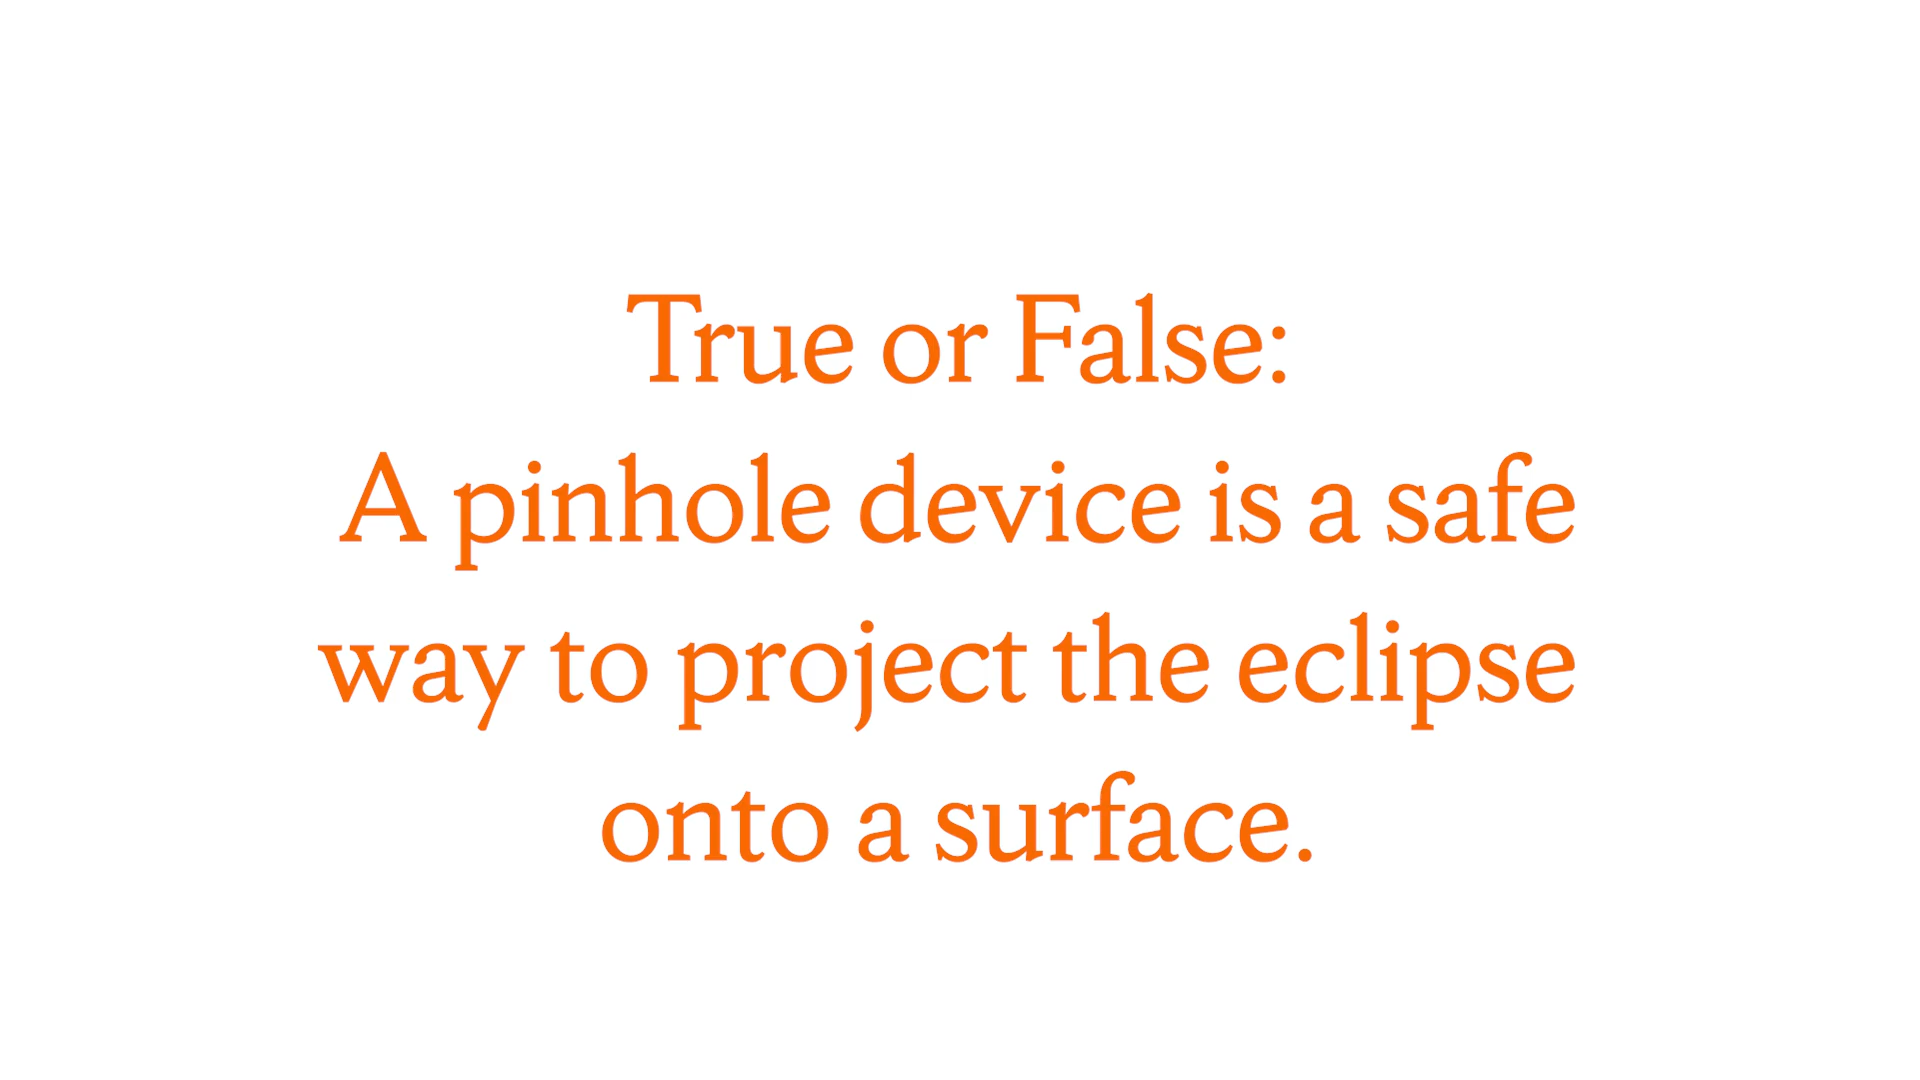 True or False:
A pinhole device is a safe
way to project the eclipse
onto a surface.